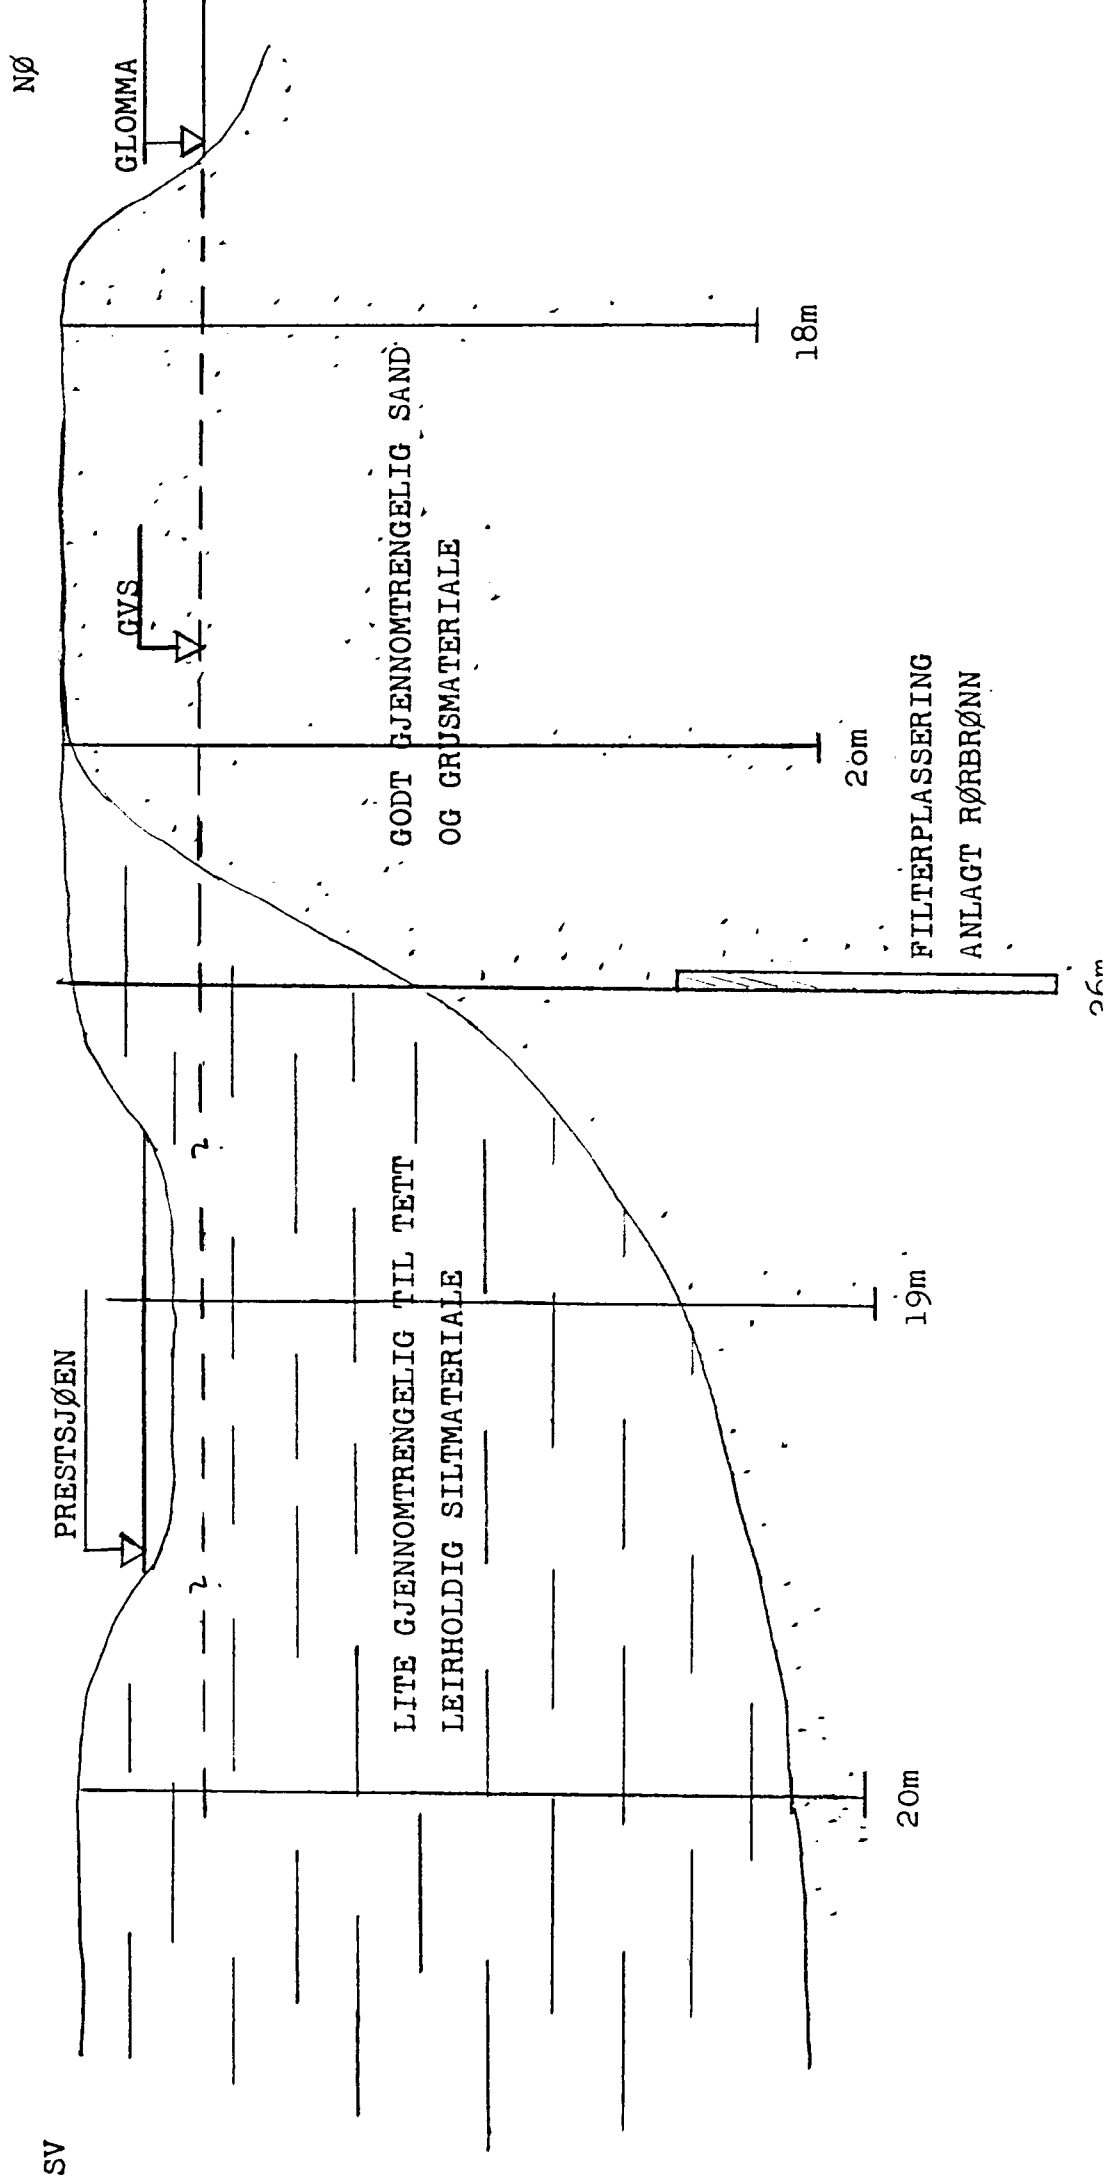 SV
NØ
PRESTSJØEN
GVS
GLOMMA
LITE GJENNOMTRENGELIG TIL TETT
LEIRHOLDIG SILTMATERIALE
GODT GJENNOMTRENGELIG SAND
OG GRUSMATERIALE
?
?
20m
19m
26m
20m
18m
FILTERPLASSERING
ANLAGT RØRBRØNN